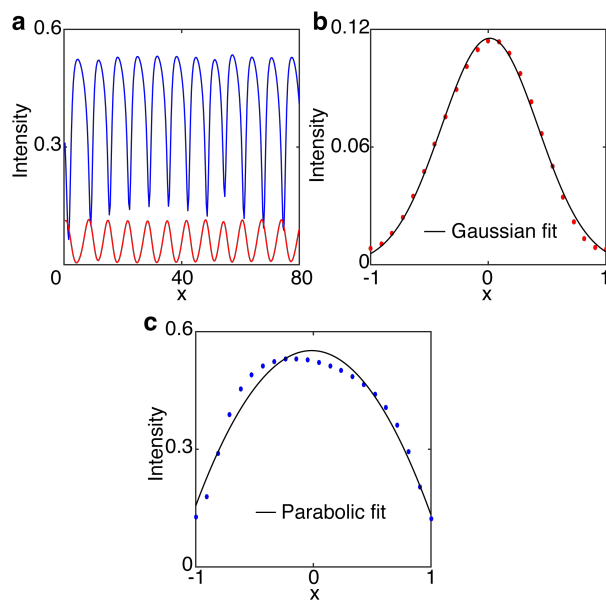 a
0.6
0.3
0
40
80
Intensity
x
b
0.12
0.06
0
-1
0
1
Intensity
x
Gaussian fit
c
0.6
0.3
0
-1
0
1
Intensity
x
Parabolic fit